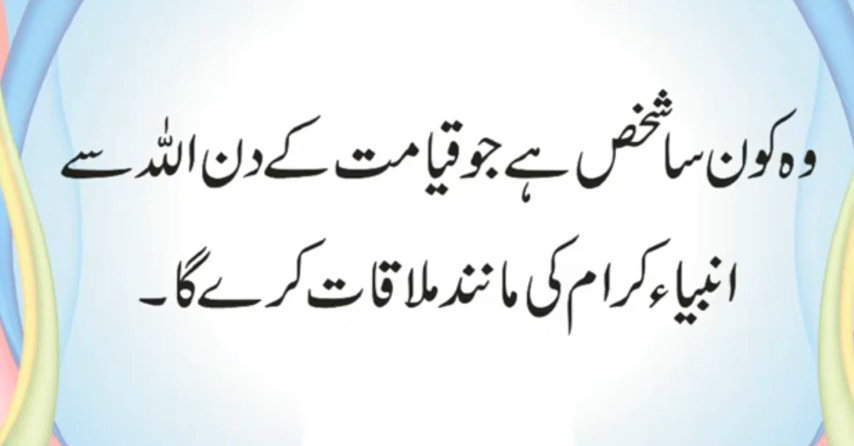 وہ کون سا شخص ہے جو قیامت کے دن اللہ سے
انبیاء کرام کی مانند ملاقات کرے گا۔